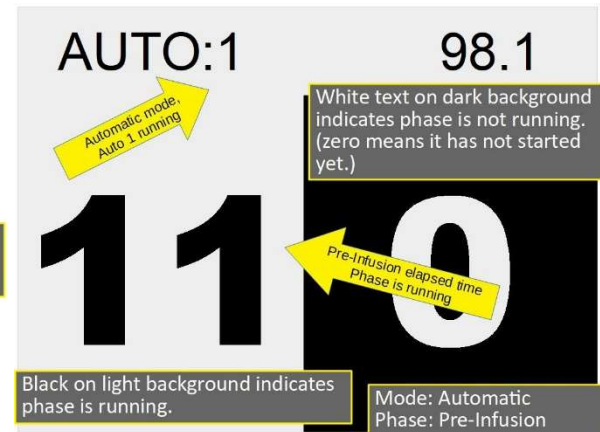 AUTO:1
98.1
Automatic mode,
Auto 1 running
White text on dark background
indicates phase is not running.
(zero means it has not started
yet.)
11
0
Pre-Infusion elapsed time
Phase is running
Black on light background indicates
phase is running.
Mode: Automatic
Phase: Pre-Infusion